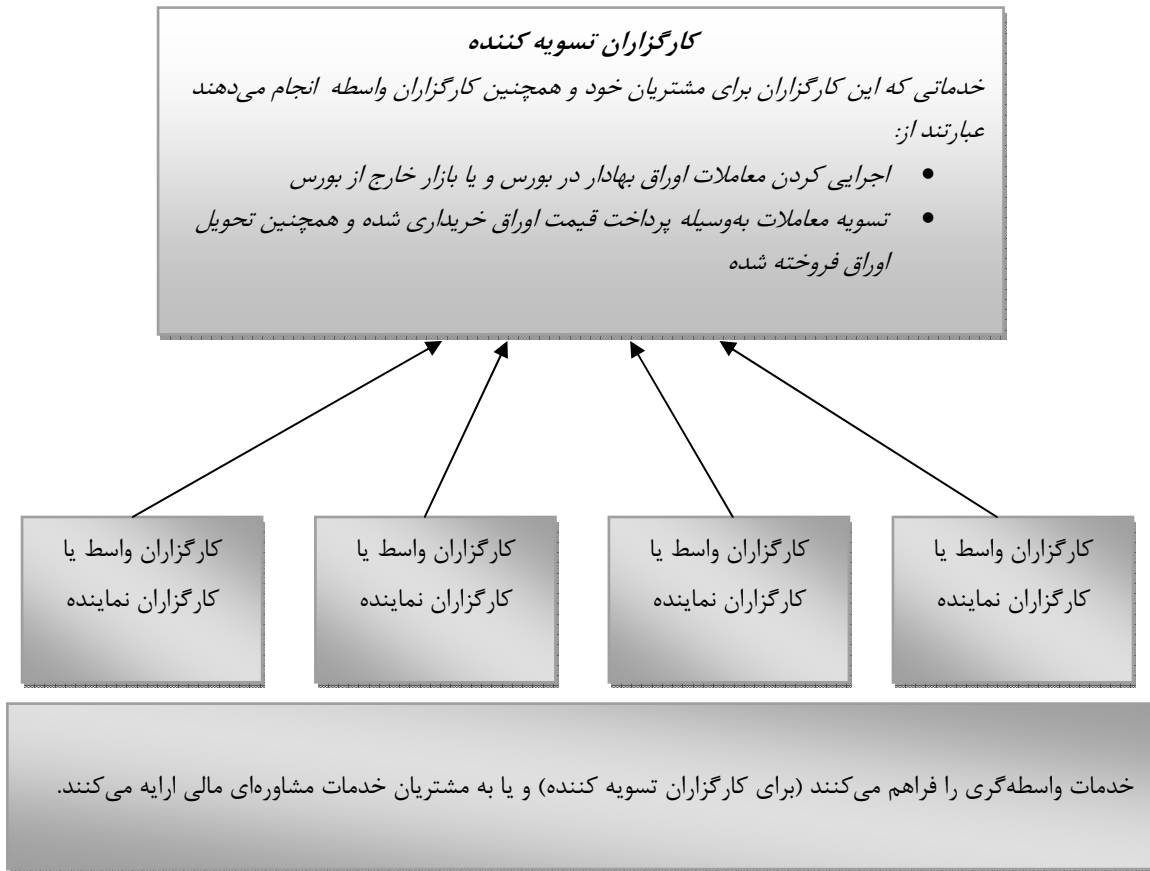 کارگزاران تسویه کننده
خدماتی که این کارگزاران برای مشتریان خود و همچنین کارگزاران واسطه انجام می‌دهند
عبارتند از:
• اجرایی کردن معاملات اوراق بهادار در بورس و یا بازار خارج از بورس
• تسویه معاملات به‌وسیله پرداخت قیمت اوراق خریداری شده و همچنین تحویل
اوراق فروخته شده
کارگزاران واسط یا
کارگزاران نماینده
کارگزاران واسط یا
کارگزاران نماینده
کارگزاران واسط یا
کارگزاران نماینده
کارگزاران واسط یا
کارگزاران نماینده
خدمات واسطه‌گری را فراهم می‌کنند (برای کارگزاران تسویه کننده) و یا به مشتریان خدمات مشاوره‌ای مالی ارایه می‌کنند.